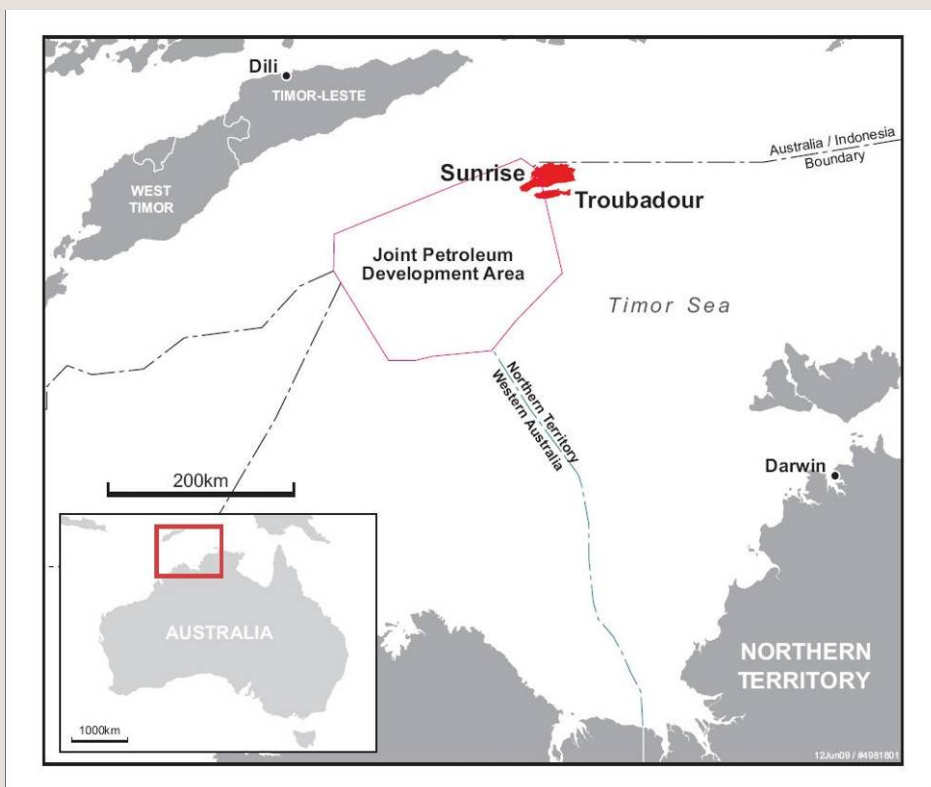 Dili
TIMOR-LESTE
Australia / Indonesia
Boundary
Sunrise
WEST
TIMOR
Troubadour
Joint Petroleum
Development Area
Timor Sea
Northern Territory
Western Australia
Darwin
200km
AUSTRALIA
NORTHERN
TERRITORY
1000km
12Jun09 / #4981801